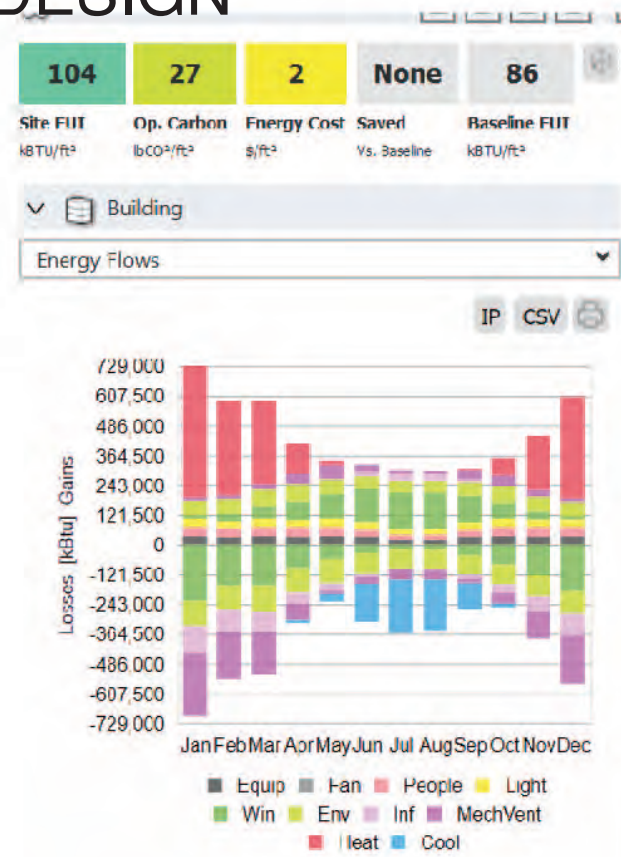 DESIGN
104 27 2 None 86
Site EUI Op. Carbon Energy Cost Saved Baseline EUI
kBTU/ft² lbCO²/ft² $/ft² Vs. Baseline kBTU/ft²
Building
Energy Flows
IP CSV
Losses [kBtu] Gains
729,000
607,500
486,000
364,500
243,000
121,500
0
-121,500
-243,000
-364,500
-486,000
-607,500
-729,000
Jan Feb Mar Apr May Jun Jul Aug Sep Oct Nov Dec
Equip Fan People Light
Win Env Inf MechVent
Heat Cool